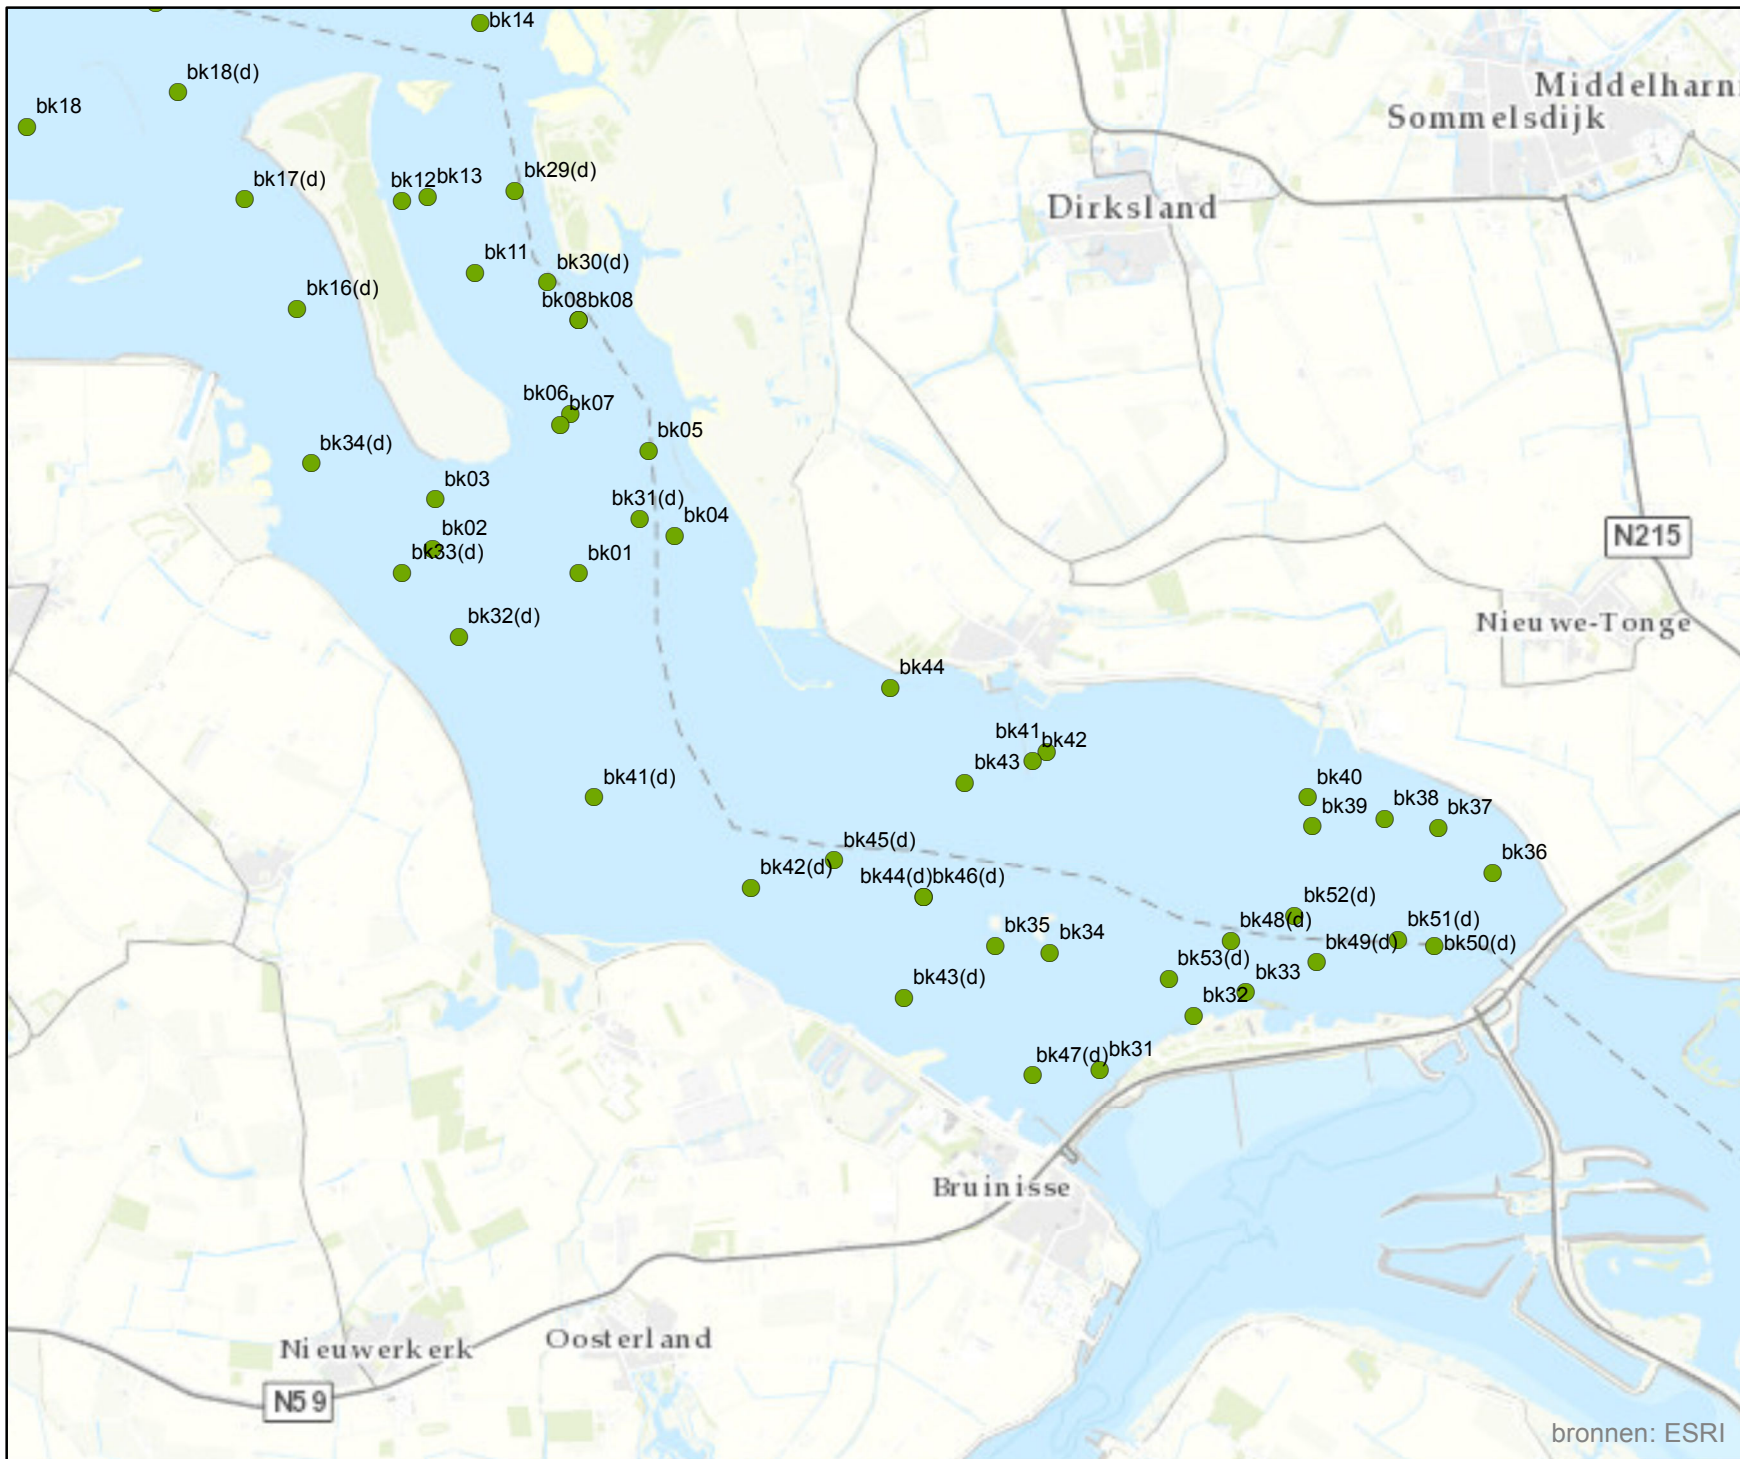 bk14
bk18(d)
Middelharni
bk18
Sommelsdijk
bk17(d)
bk12
bk13
bk29(d)
Dirksland
bk11
bk30(d)
bk16(d)
bk08
bk08
bk06
bk07
bk05
bk34(d)
bk03
bk31(d)
bk04
bk02
bk33(d)
bk01
N215
bk32(d)
Nieuwe-Tonge
bk44
bk41
bk42
bk43
bk41(d)
bk40
bk39
bk38
bk37
bk45(d)
bk42(d)
bk44(d)
bk46(d)
bk36
bk52(d)
bk48(d)
bk51(d)
bk50(d)
bk49(d)
bk35
bk34
bk53(d)
bk33
bk43(d)
bk32
bk47(d)
bk31
Bruinisse
Nieuwerkerk
Oosterland
N59
bronnen: ESRI